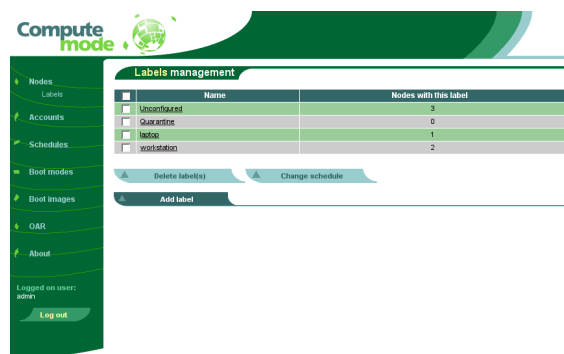 Compute
mode
Nodes
Labels
Accounts
Schedules
Boot modes
Boot images
OAR
About
Logged on user:
admin
Log out
Labels management
Name Nodes with this label
Unconfigured 3
Quarantine 0
laptop 1
workstation 2
Delete label(s) Change schedule
Add label